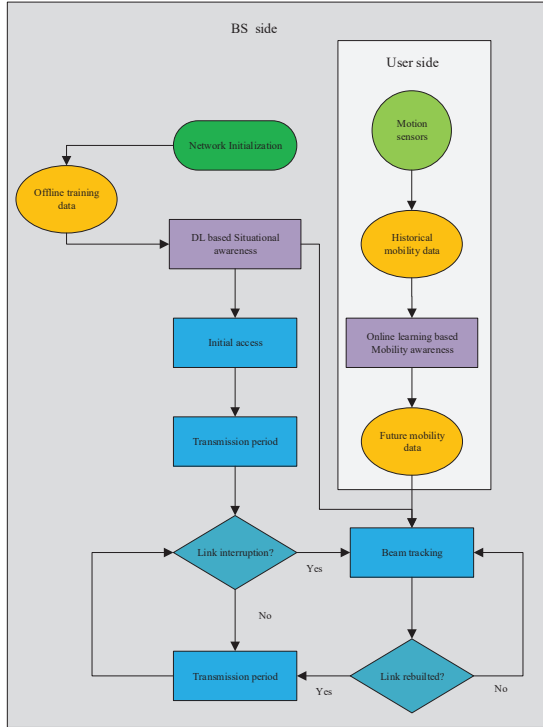 BS side
User side
Motion
sensors
Network Initialization
Offline training
data
DL based Situational
awareness
Historical
mobility data
Initial access
Online learning based
Mobility awareness
Transmission period
Future mobility
data
Link interruption?
Yes
Beam tracking
No
Transmission period
Yes
Link rebuilted?
No